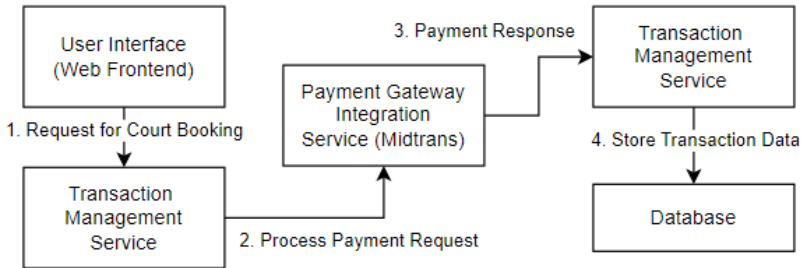 User Interface
(Web Frontend)
1. Request for Court Booking
Transaction
Management
Service
2. Process Payment Request
Payment Gateway
Integration
Service (Midtrans)
3. Payment Response
Transaction
Management
Service
4. Store Transaction Data
Database